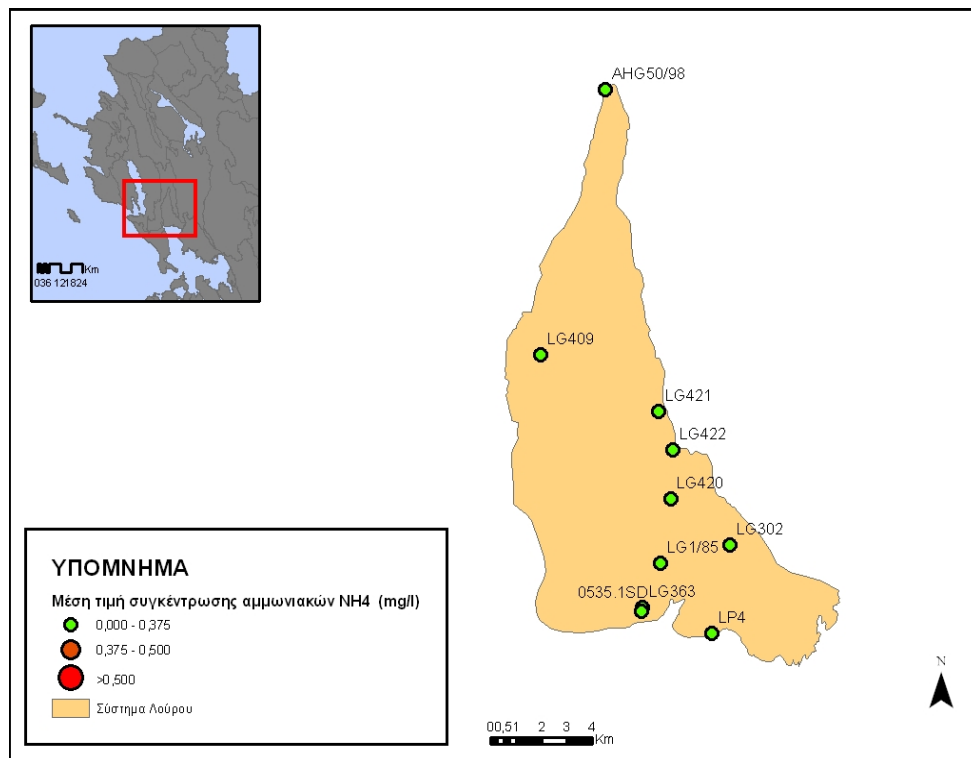 AHG50/98
Km
036 121824
LG409
LG421
LG422
LG420
LG302
LG1/85
0535.1SDLG363
LP4
ΥΠΟΜΝΗΜΑ
Μέση τιμή συγκέντρωσης αμμωνιακών NH4 (mg/l)
0,000 - 0,375
0,375 - 0,500
>0,500
Σύστημα Λούρου
N
00,51 2 3 4
Km